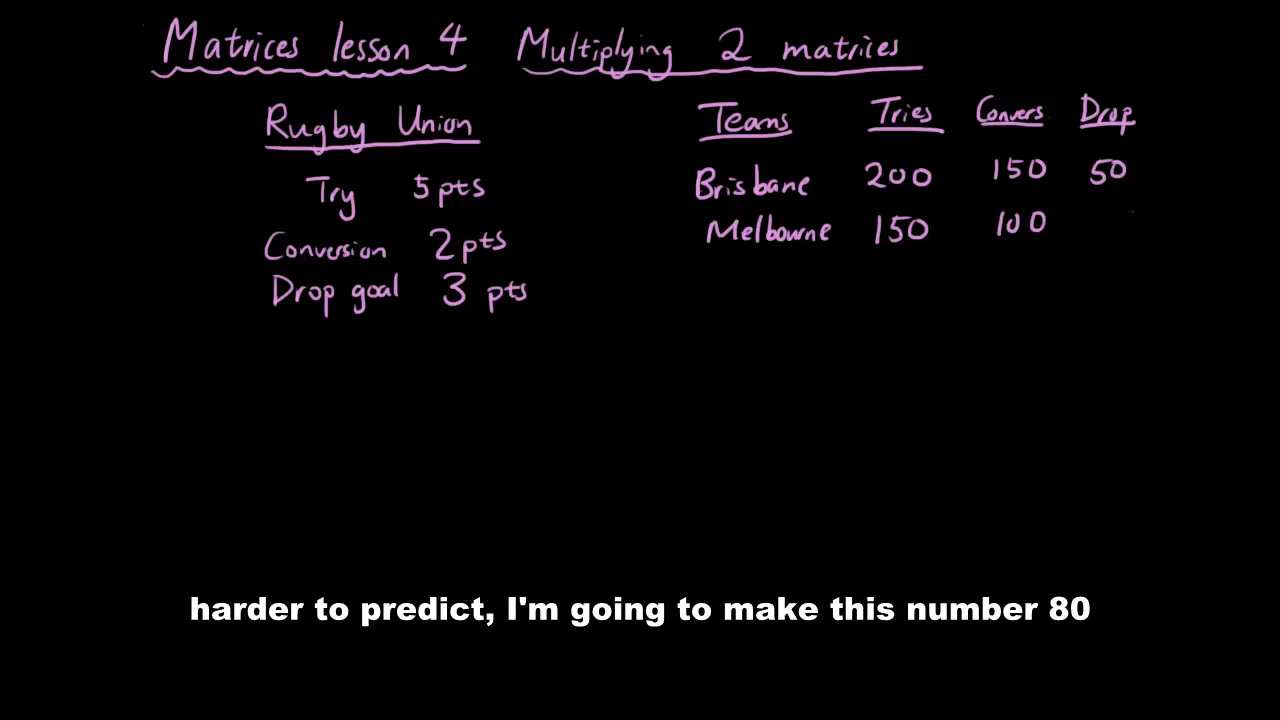 Matrices lesson 4 Multiplying 2 matrices
Rugby Union
Try 5 pts
Conversion 2 pts
Drop goal 3 pts
Teams Tries Convers Drop
Brisbane 200 150 50
Melbourne 150 100
harder to predict, I'm going to make this number 80